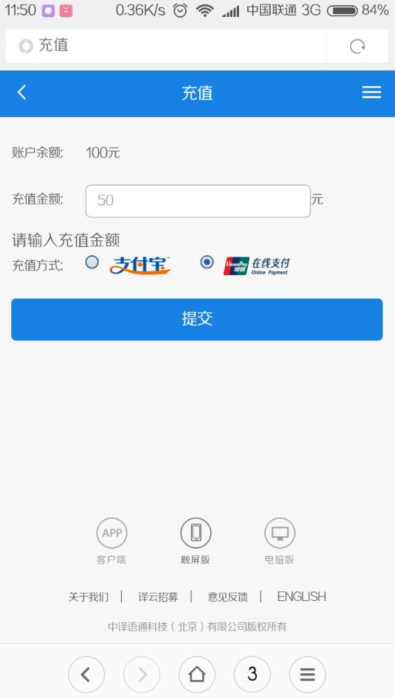 11:50 0.36K/s 中国联通 3G 84%
充值
充值
账户余额: 100元
充值金额: 50 元
请输入充值金额
充值方式: 支付宝 UnionPay 银联 在线支付
Online Payment
提交
APP
客户端 触屏版 电脑版
关于我们 | 译云招募 | 意见反馈 | ENGLISH
中译语通科技（北京）有限公司版权所有
3